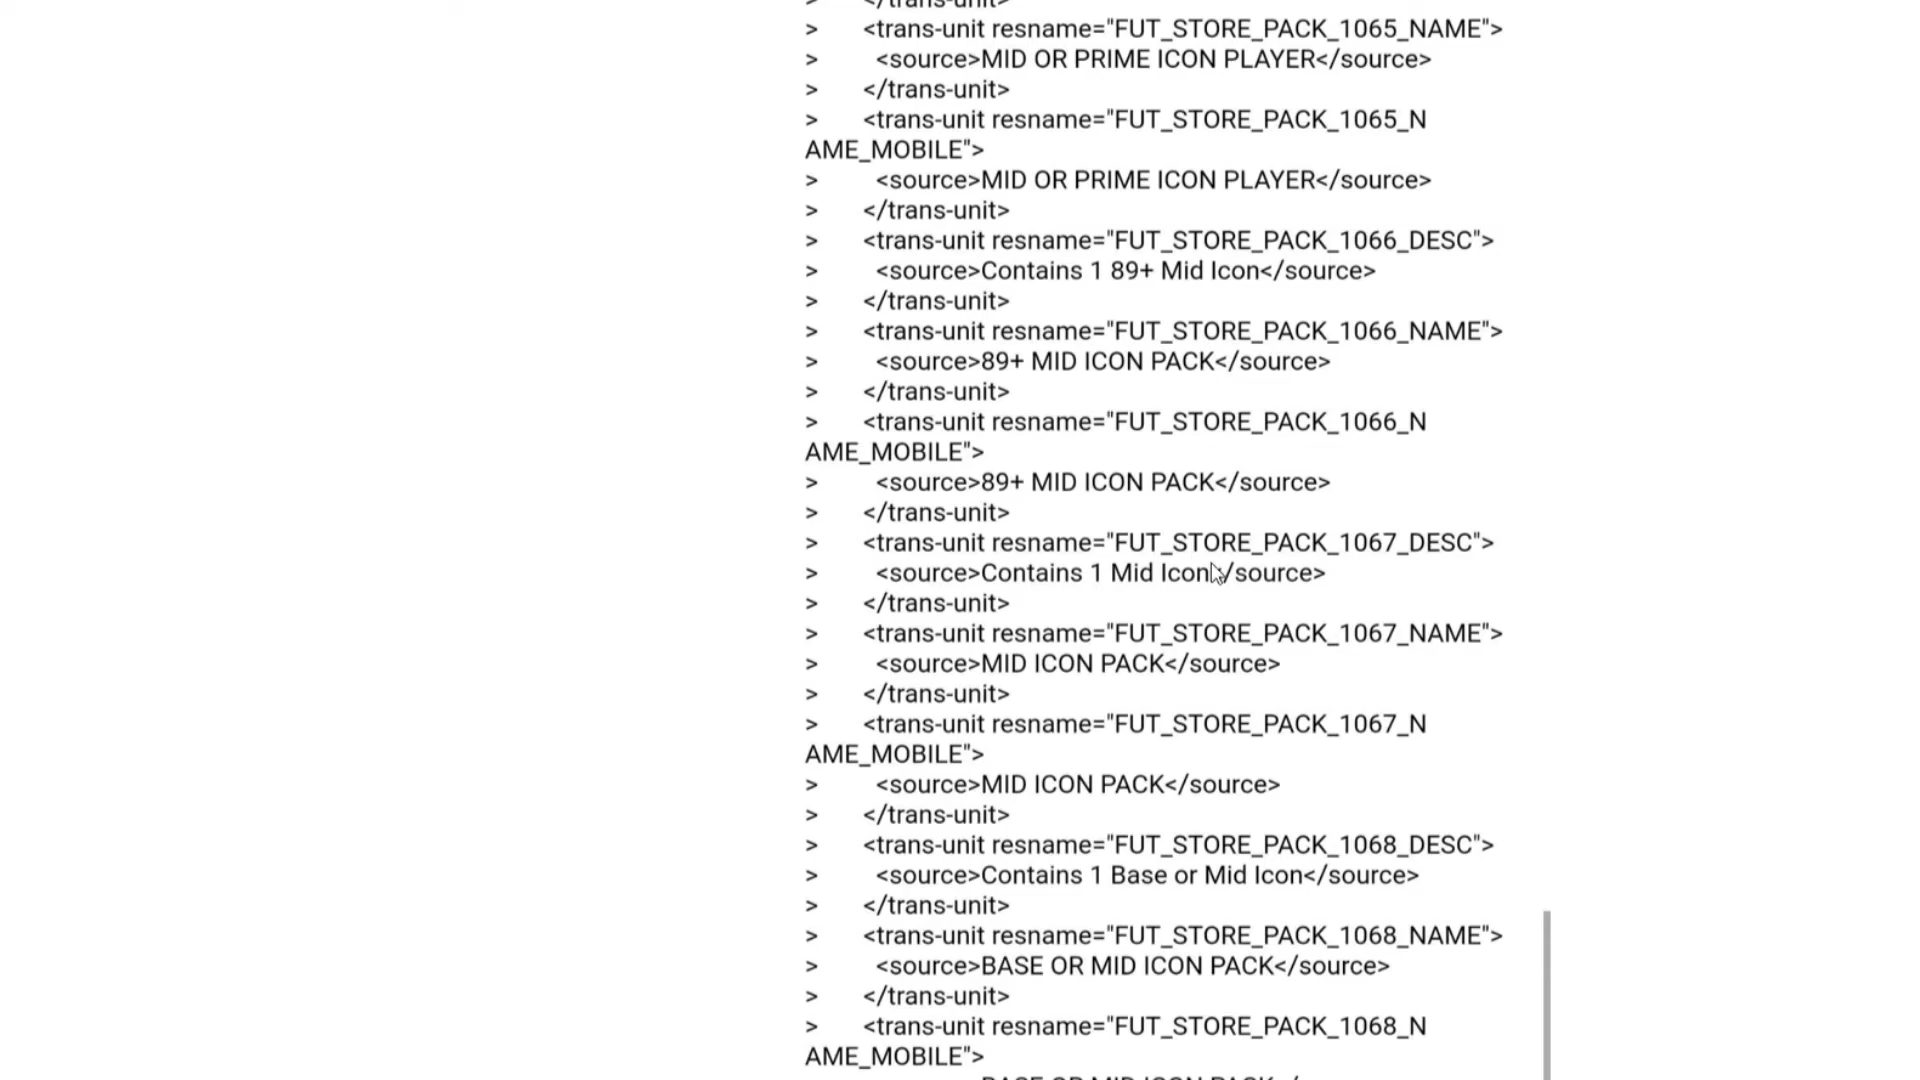 > </trans-unit>
> <trans-unit resname="FUT_STORE_PACK_1065_NAME">
> <source>MID OR PRIME ICON PLAYER</source>
> </trans-unit>
> <trans-unit resname="FUT_STORE_PACK_1065_N
AME_MOBILE">
> <source>MID OR PRIME ICON PLAYER</source>
> </trans-unit>
> <trans-unit resname="FUT_STORE_PACK_1066_DESC">
> <source>Contains 1 89+ Mid Icon</source>
> </trans-unit>
> <trans-unit resname="FUT_STORE_PACK_1066_NAME">
> <source>89+ MID ICON PACK</source>
> </trans-unit>
> <trans-unit resname="FUT_STORE_PACK_1066_N
AME_MOBILE">
> <source>89+ MID ICON PACK</source>
> </trans-unit>
> <trans-unit resname="FUT_STORE_PACK_1067_DESC">
> <source>Contains 1 Mid Icon</source>
> </trans-unit>
> <trans-unit resname="FUT_STORE_PACK_1067_NAME">
> <source>MID ICON PACK</source>
> </trans-unit>
> <trans-unit resname="FUT_STORE_PACK_1067_N
AME_MOBILE">
> <source>MID ICON PACK</source>
> </trans-unit>
> <trans-unit resname="FUT_STORE_PACK_1068_DESC">
> <source>Contains 1 Base or Mid Icon</source>
> </trans-unit>
> <trans-unit resname="FUT_STORE_PACK_1068_NAME">
> <source>BASE OR MID ICON PACK</source>
> </trans-unit>
> <trans-unit resname="FUT_STORE_PACK_1068_N
AME_MOBILE">